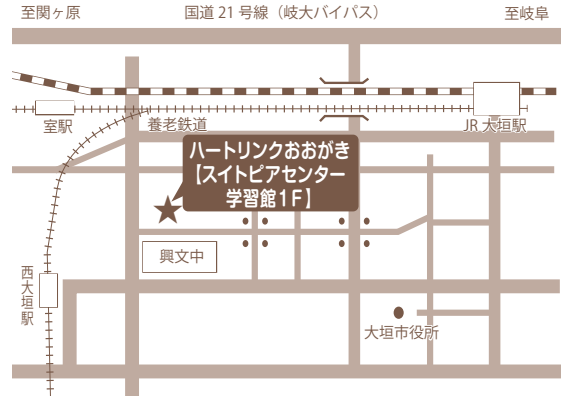 至関ヶ原
国道21号線（岐大バイパス）
至岐阜
室駅
養老鉄道
JR大垣駅
ハートリンクおおがき
【スイトピアセンター
学習館1F】
興文中
西大垣駅
大垣市役所